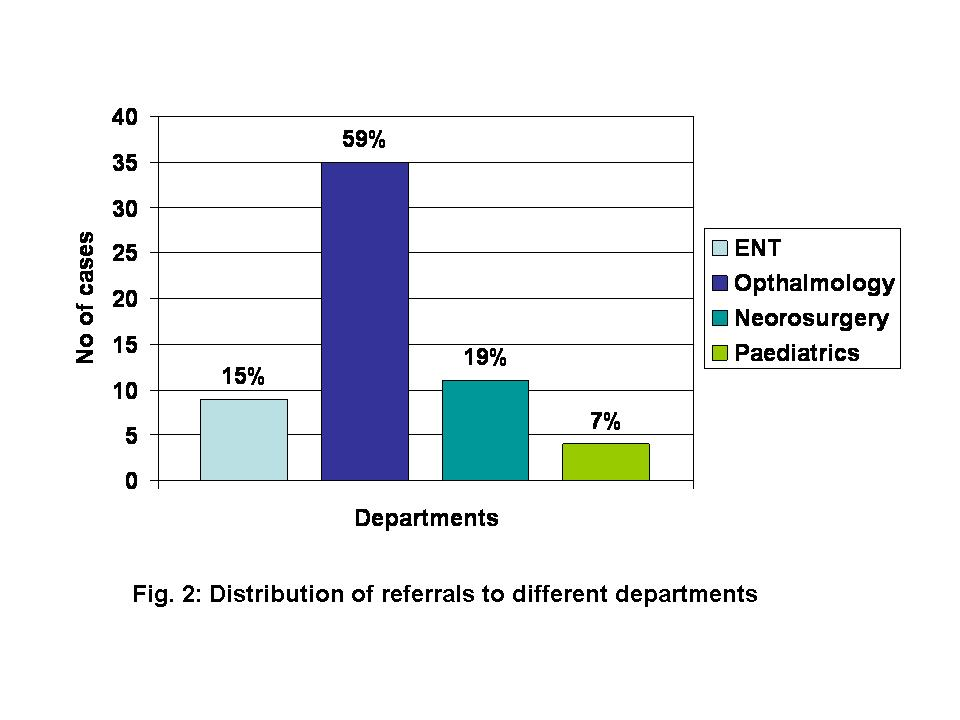 40
35
30
25
20
15
10
5
0
No of cases
15%
59%
19%
7%
Departments
ENT
Opthalmology
Neorosurgery
Paediatrics
Fig. 2: Distribution of referrals to different departments